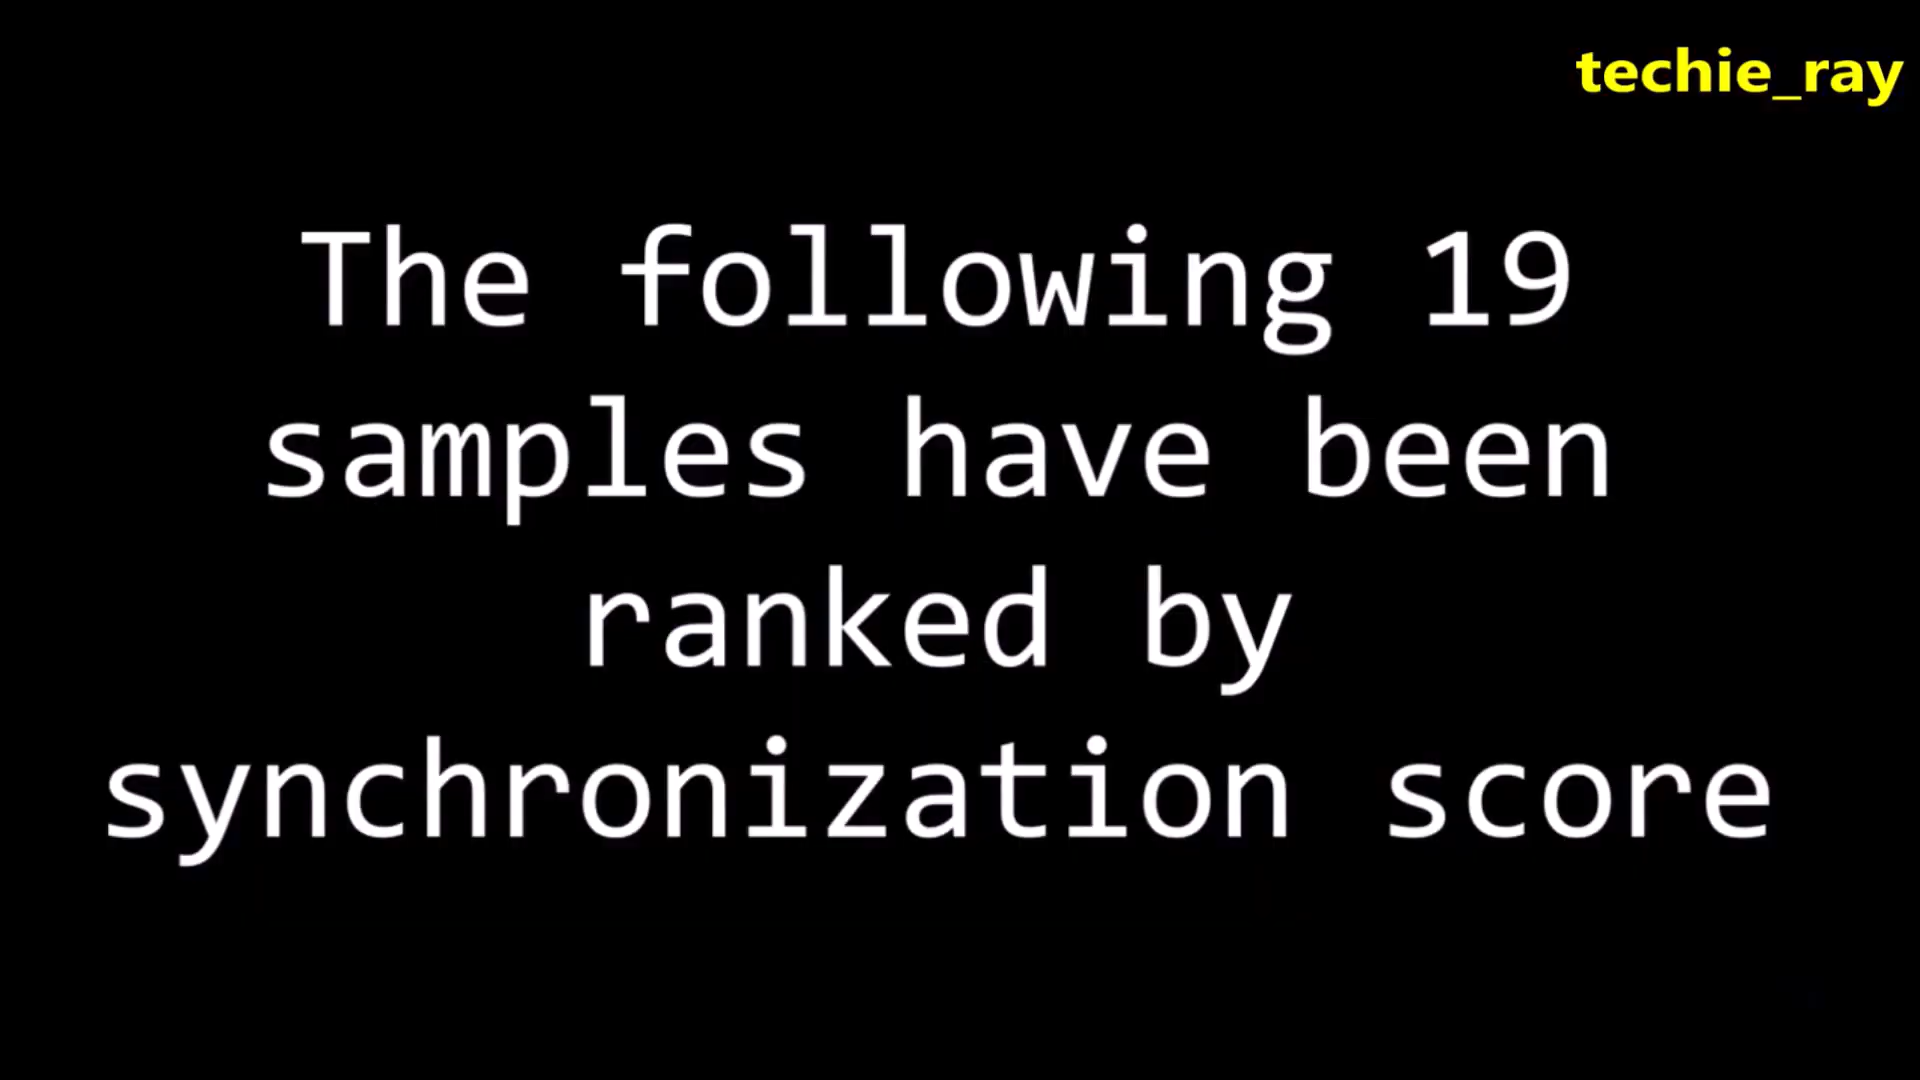 techie_ray
The following 19
samples have been
ranked by
synchronization score